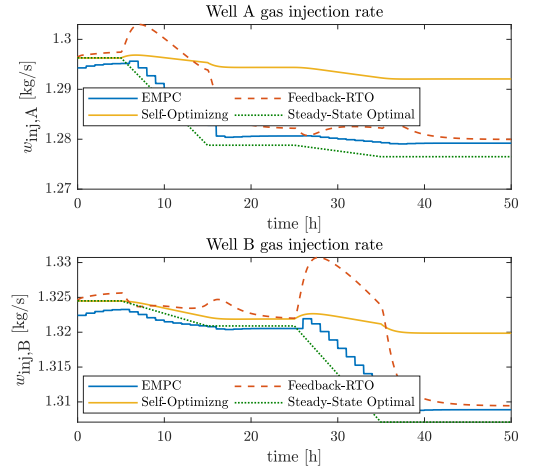 Well A gas injection rate
1.3
1.29
1.28
1.27
w_inj,A [kg/s]
EMPC
Feedback-RTO
Self-Optimizng
Steady-State Optimal
0 10 20 30 40 50
time [h]
Well B gas injection rate
1.33
1.325
1.32
1.315
1.31
w_inj,B [kg/s]
EMPC
Feedback-RTO
Self-Optimizng
Steady-State Optimal
0 10 20 30 40 50
time [h]